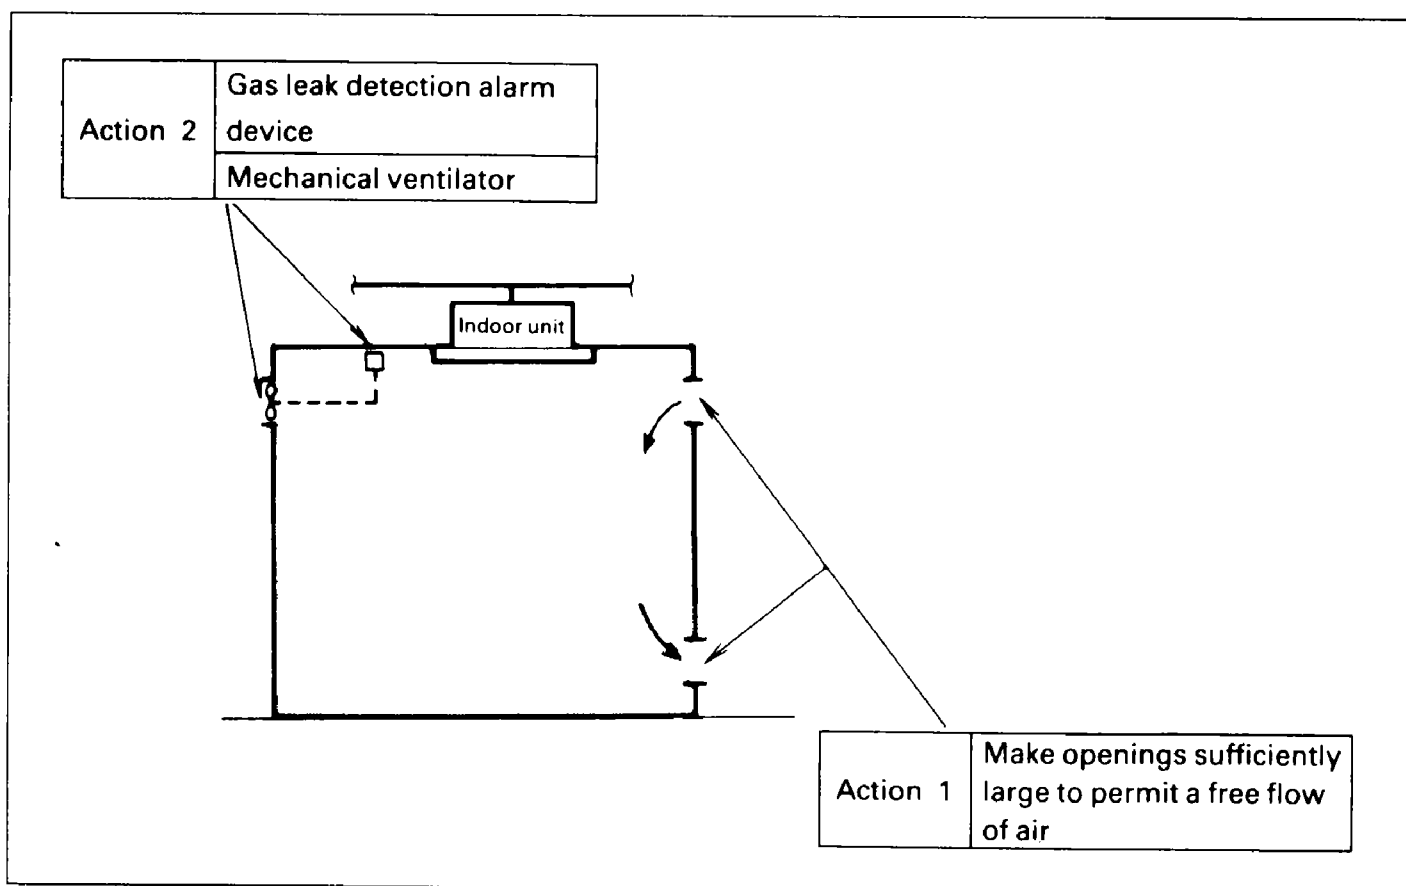 Action 2
Gas leak detection alarm
device
Mechanical ventilator
Indoor unit
Action 1
Make openings sufficiently
large to permit a free flow
of air